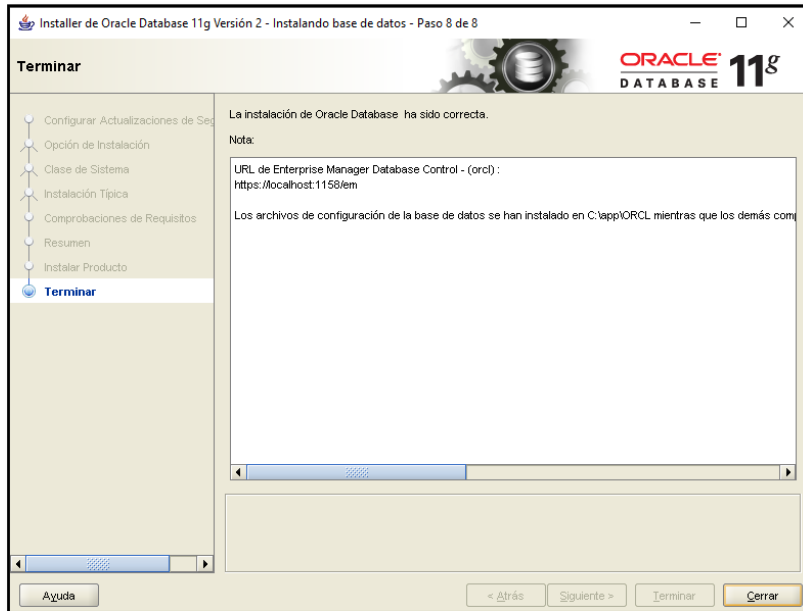 Installer de Oracle Database 11g Versión 2 - Instalando base de datos - Paso 8 de 8
Terminar
ORACLE
DATABASE 11g
Configurar Actualizaciones de Seg
Opción de Instalación
Clase de Sistema
Instalación Típica
Comprobaciones de Requisitos
Resumen
Instalar Producto
Terminar
La instalación de Oracle Database ha sido correcta.
Nota:
URL de Enterprise Manager Database Control - (orcl) :
https://localhost:1158/em
Los archivos de configuración de la base de datos se han instalado en C:\app\ORCL mientras que los demás com
Ayuda
< Atrás
Siguiente >
Terminar
Cerrar